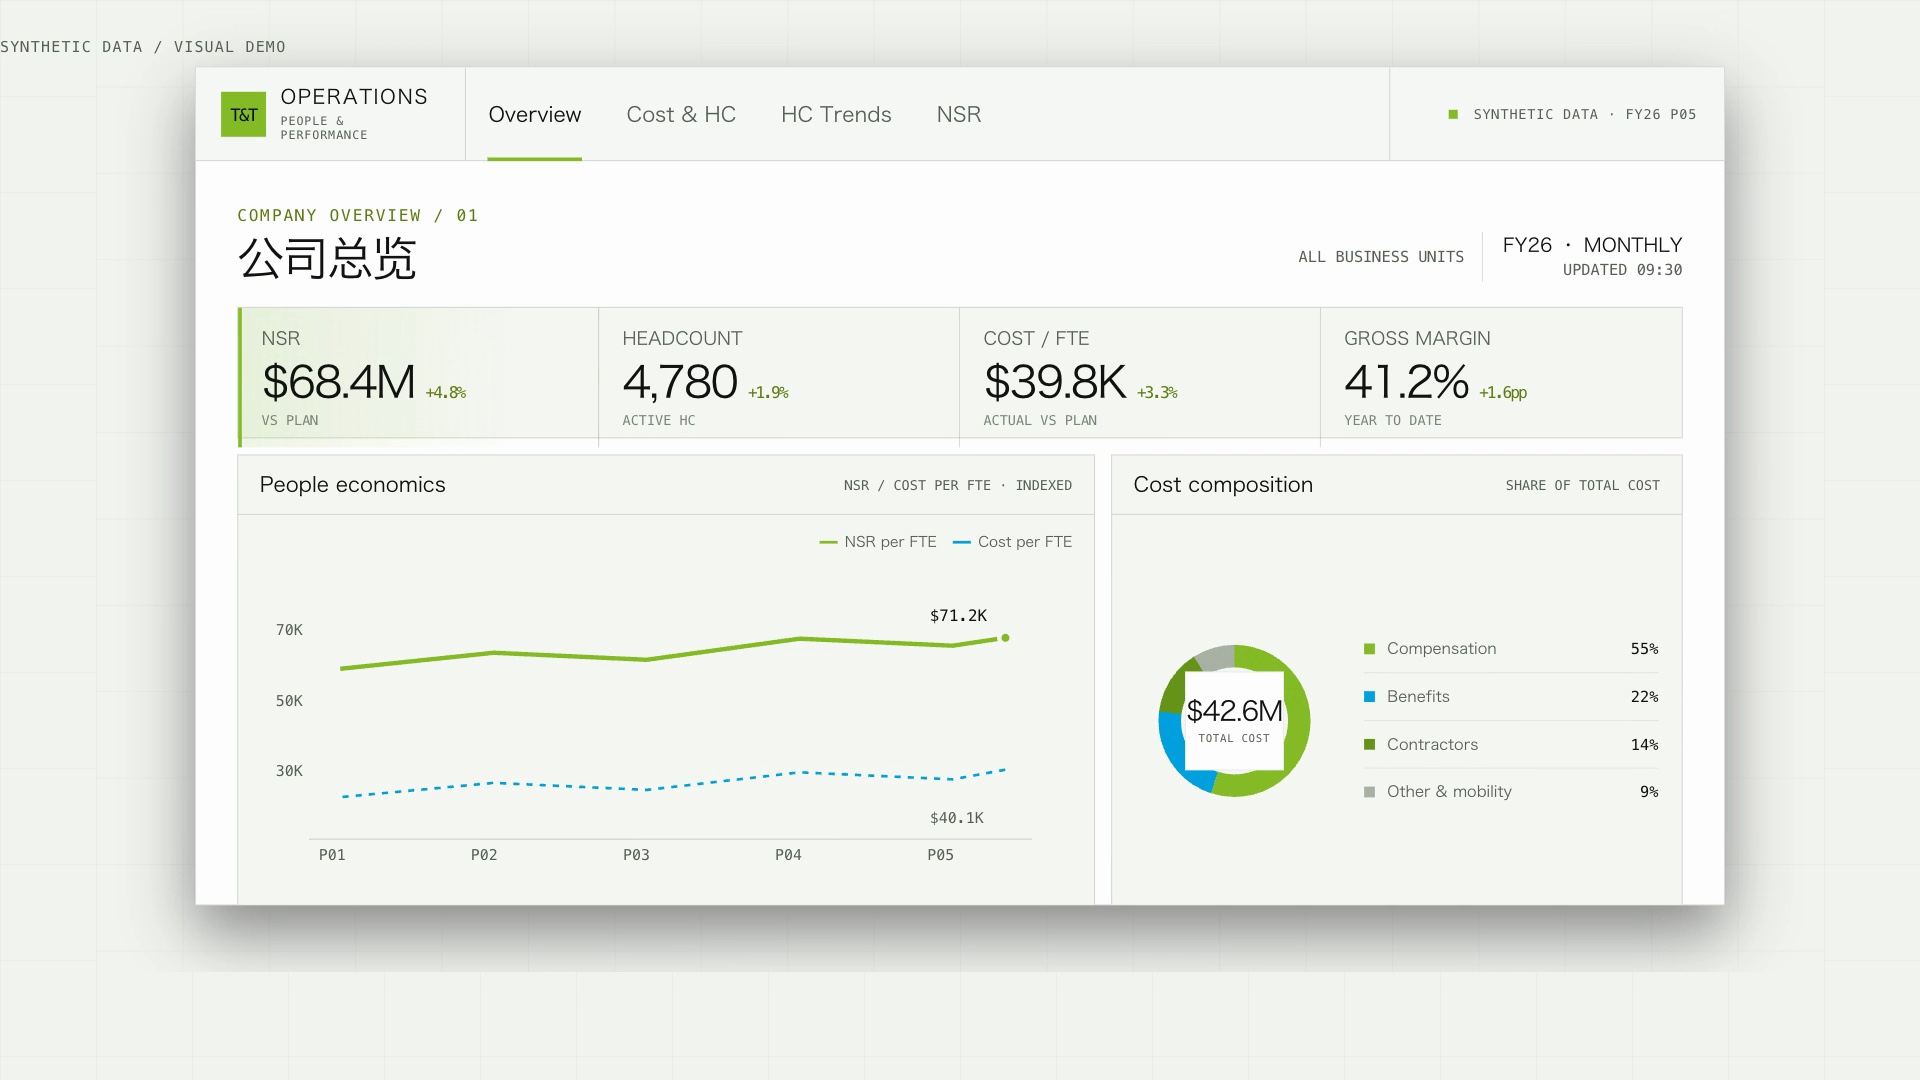 SYNTHETIC DATA / VISUAL DEMO
T&T
OPERATIONS
PEOPLE &
PERFORMANCE
Overview
Cost & HC
HC Trends
NSR
SYNTHETIC DATA · FY26 P05
COMPANY OVERVIEW / 01
公司总览
ALL BUSINESS UNITS
FY26 · MONTHLY
UPDATED 09:30
NSR
$68.4M +4.8%
VS PLAN
HEADCOUNT
4,780 +1.9%
ACTIVE HC
COST / FTE
$39.8K +3.3%
ACTUAL VS PLAN
GROSS MARGIN
41.2% +1.6pp
YEAR TO DATE
People economics
NSR / COST PER FTE · INDEXED
NSR per FTE
Cost per FTE
$71.2K
70K
50K
30K
$40.1K
P01
P02
P03
P04
P05
Cost composition
SHARE OF TOTAL COST
$42.6M
TOTAL COST
Compensation 55%
Benefits 22%
Contractors 14%
Other & mobility 9%